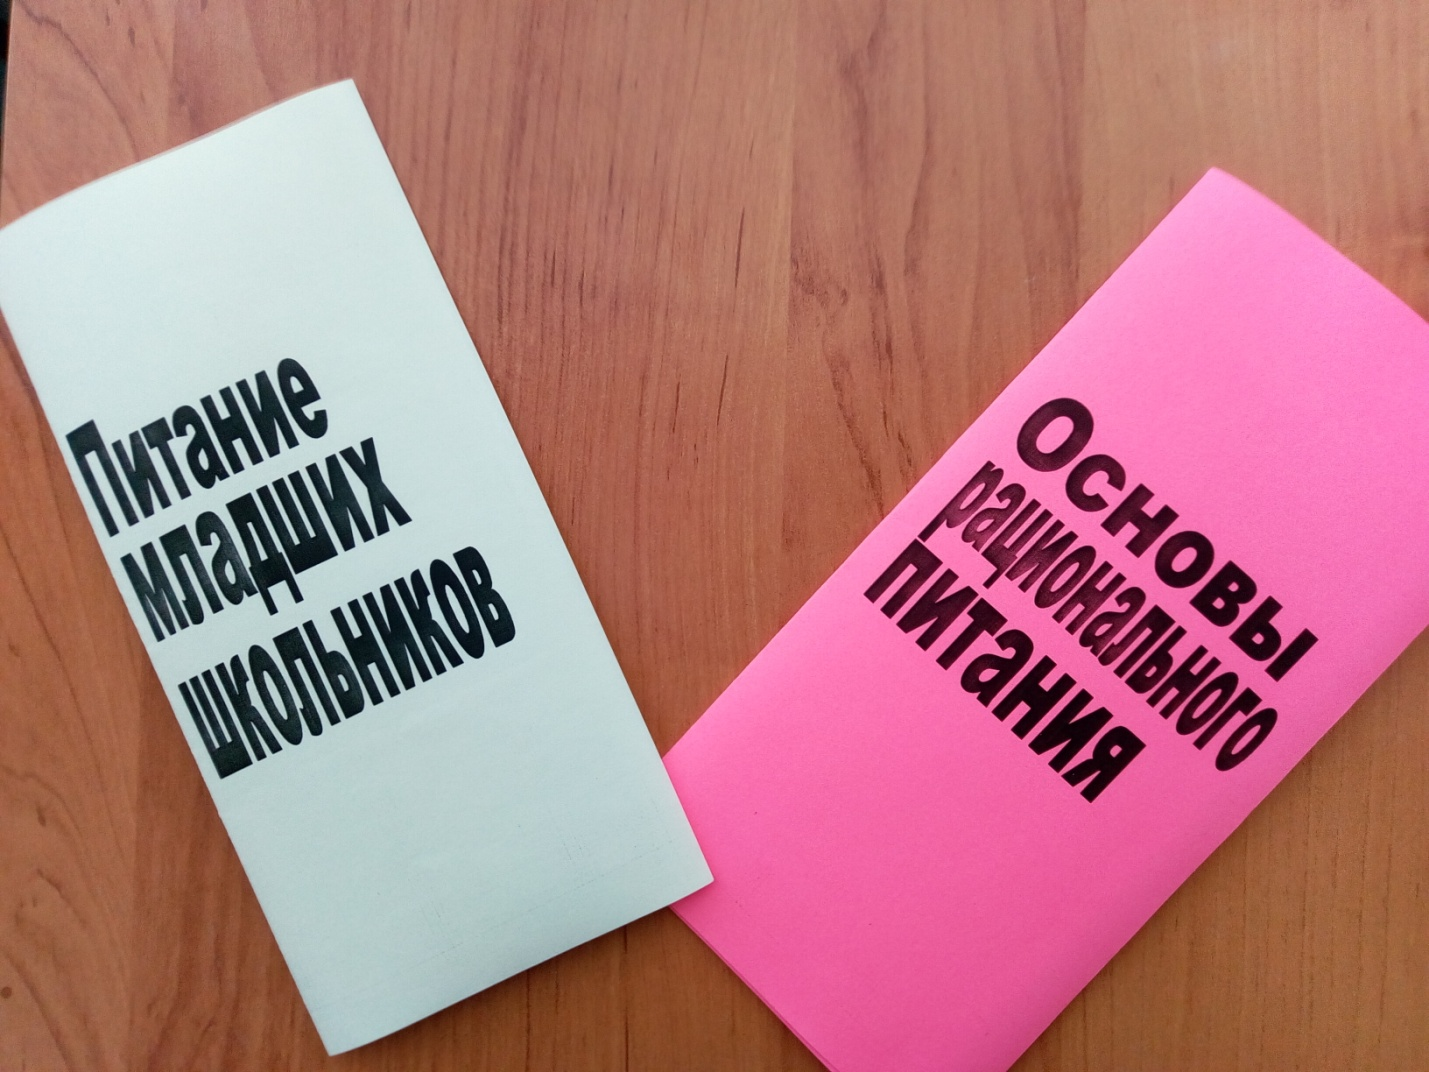 Питание
младших
школьников
Основы
рационального
питания